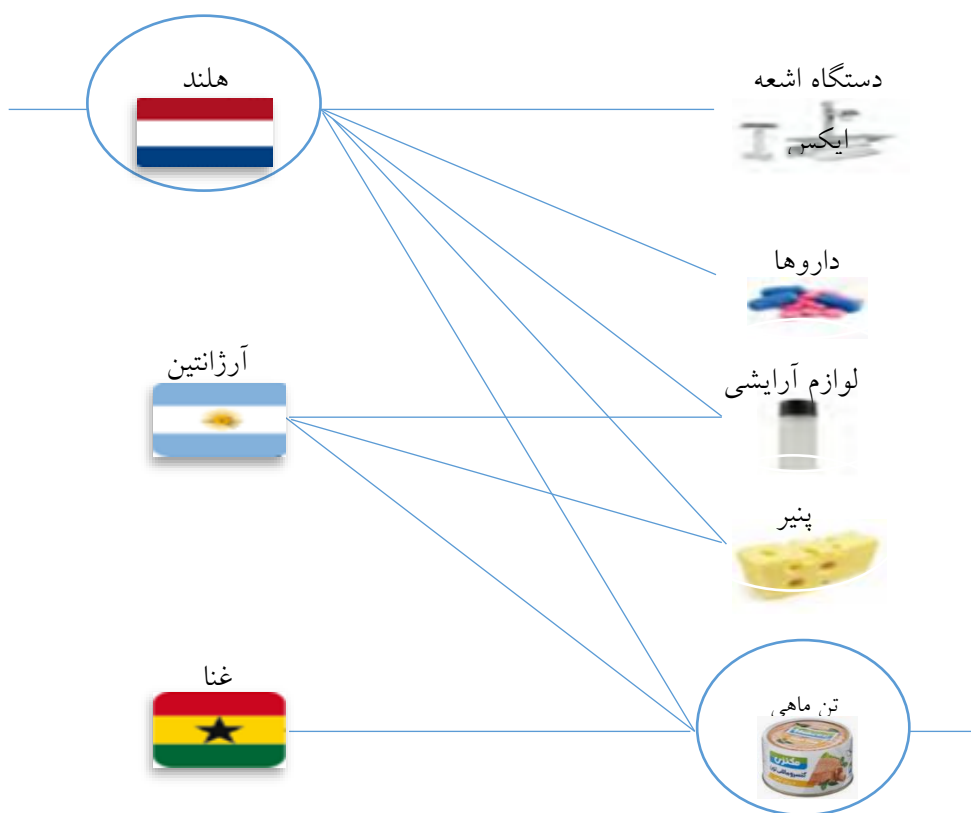 هلند
دستگاه اشعه
ایکس
داروها
آرژانتین
لوازم آرایشی
پنیر
غنا
تن ماهی